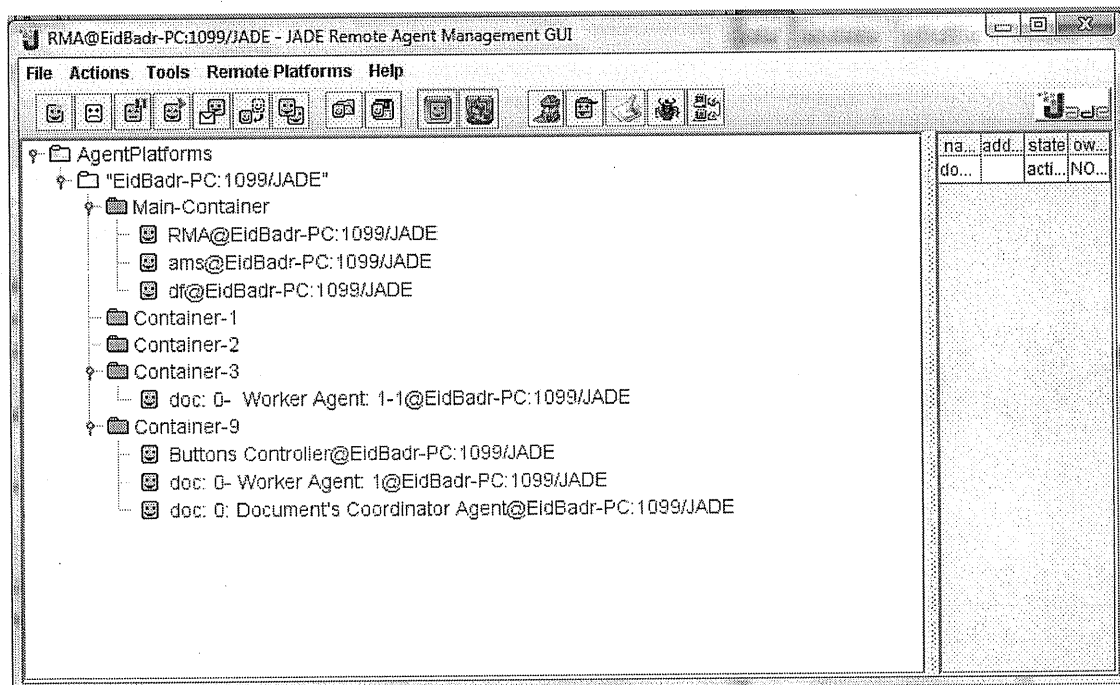 RMA@EidBadr-PC:1099/JADE - JADE Remote Agent Management GUI
File Actions Tools Remote Platforms Help
Jade
AgentPlatforms
"EidBadr-PC:1099/JADE"
Main-Container
RMA@EidBadr-PC:1099/JADE
ams@EidBadr-PC:1099/JADE
df@EidBadr-PC:1099/JADE
Container-1
Container-2
Container-3
doc: 0- Worker Agent: 1-1@EidBadr-PC:1099/JADE
Container-9
Buttons Controller@EidBadr-PC:1099/JADE
doc: 0- Worker Agent: 1@EidBadr-PC:1099/JADE
doc: 0: Document's Coordinator Agent@EidBadr-PC:1099/JADE
na... add... state ow...
do... acti... NO...